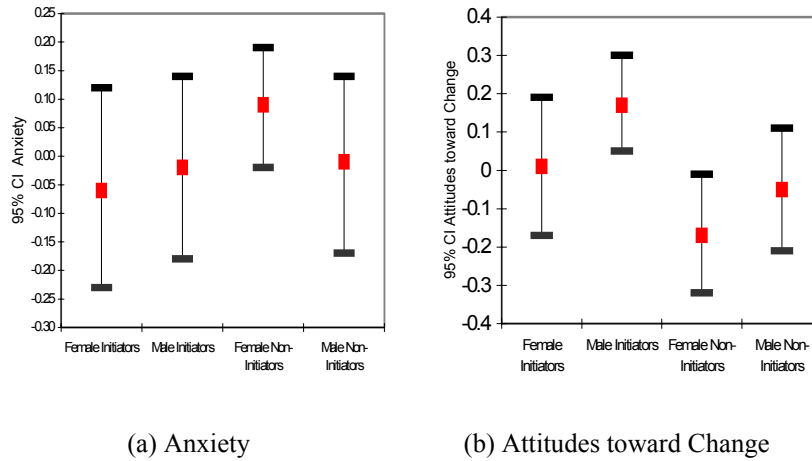 0.25
0.20
0.15
0.10
0.05
0.00
-0.05
-0.10
-0.15
-0.20
-0.25
-0.30
95% CI Anxiety
Female Initiators
Male Initiators
Female Non-
Initiators
Male Non-
Initiators
0.4
0.3
0.2
0.1
0
-0.1
-0.2
-0.3
-0.4
95% CI Attitudes toward Change
Female
Initiators
Male Initiators
Female Non-
Initiators
Male Non-
Initiators
(a) Anxiety
(b) Attitudes toward Change